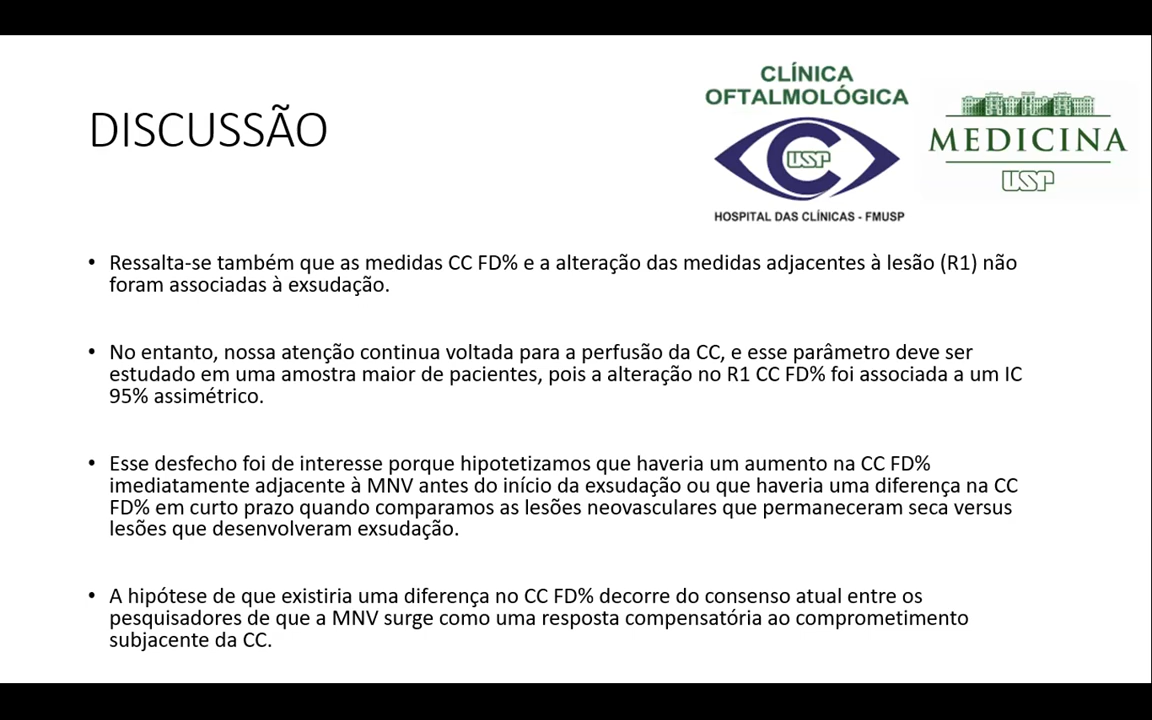 CLÍNICA
OFTALMOLÓGICA
USP
HOSPITAL DAS CLÍNICAS - FMUSP
MEDICINA
USP
DISCUSSÃO
• Ressalta-se também que as medidas CC FD% e a alteração das medidas adjacentes à lesão (R1) não
foram associadas à exsudação.
• No entanto, nossa atenção continua voltada para a perfusão da CC, e esse parâmetro deve ser
estudado em uma amostra maior de pacientes, pois a alteração no R1 CC FD% foi associada a um IC
95% assimétrico.
• Esse desfecho foi de interesse porque hipotetizamos que haveria um aumento na CC FD%
imediatamente adjacente à MNV antes do início da exsudação ou que haveria uma diferença na CC
FD% em curto prazo quando comparamos as lesões neovasculares que permaneceram seca versus
lesões que desenvolveram exsudação.
• A hipótese de que existiria uma diferença no CC FD% decorre do consenso atual entre os
pesquisadores de que a MNV surge como uma resposta compensatória ao comprometimento
subjacente da CC.